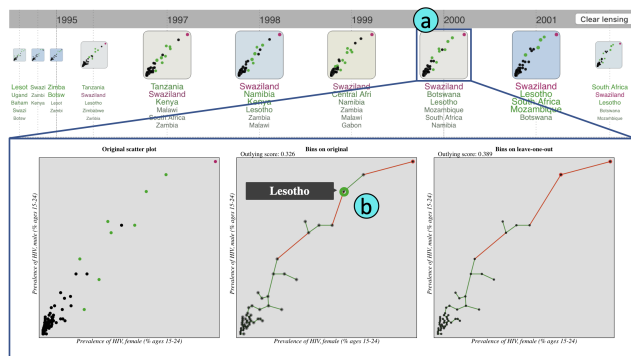 1995
1997
1998
1999
2000
2001
Clear lensing
a
Lesot
Ugand
Baham
Swazi
Botsw
Swazi
Zambi
Kenya
Zimba
Botsw
Lesot
Zambi
Tanzania
Swaziland
Lesotho
Malawi
Zambia
Tanzania
Swaziland
Kenya
Malawi
South Africa
Zambia
Swaziland
Namibia
Kenya
Lesotho
Zambia
Malawi
Swaziland
Central Afri
Namibia
Zambia
Malawi
Gabon
Swaziland
Botswana
Lesotho
Mozambique
South Africa
Namibia
Swaziland
Lesotho
South Africa
Mozambique
Botswana
South Africa
Swaziland
Lesotho
Botswana
Mozambique
Original scatter plot
Bins on original
Bins on leave-one-out
Outlying score: 0.326
Outlying score: 0.389
Lesotho
b
Prevalence of HIV, male (% ages 15-24)
Prevalence of HIV, male (% ages 15-24)
Prevalence of HIV, male (% ages 15-24)
Prevalence of HIV, female (% ages 15-24)
Prevalence of HIV, female (% ages 15-24)
Prevalence of HIV, female (% ages 15-24)